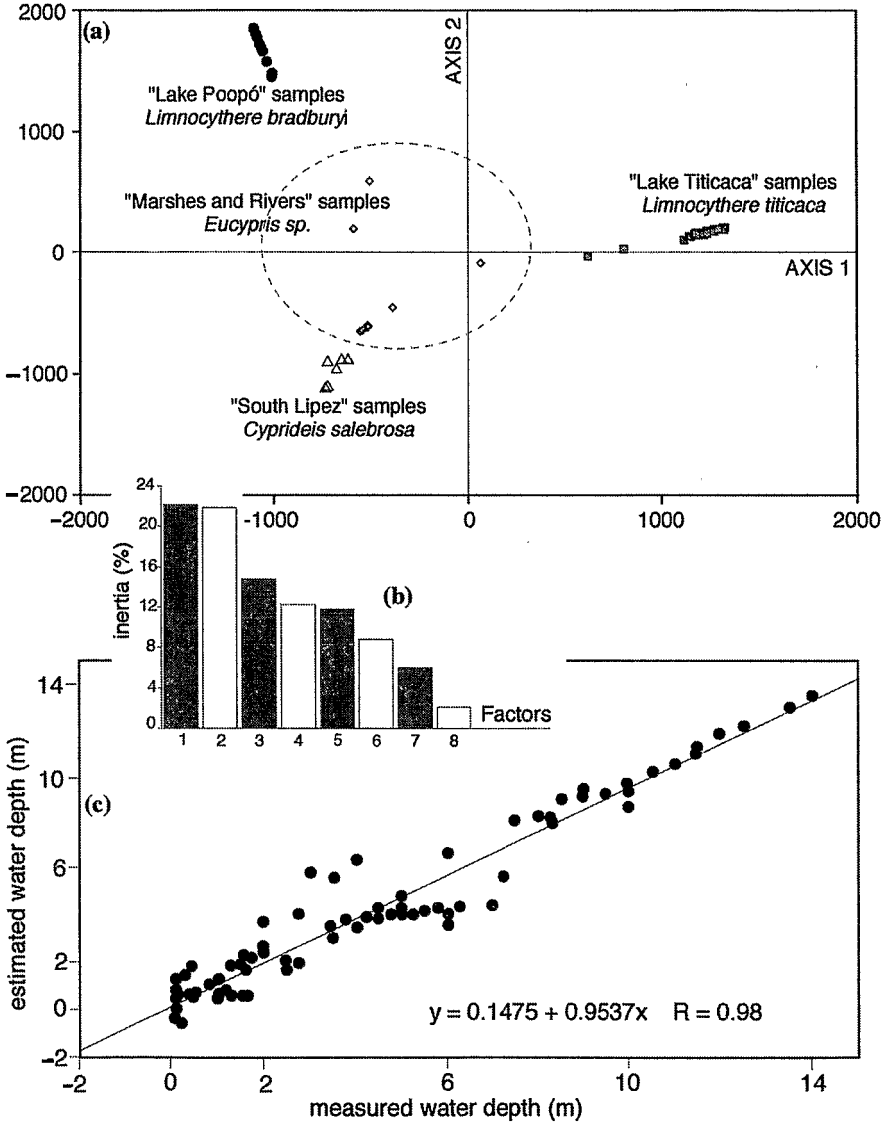 2000
(a)
AXIS 2
"Lake Poopó" samples
Limnocythere bradburyi
1000
"Marshes and Rivers" samples
Eucypris sp.
"Lake Titicaca" samples
Limnocythere titicaca
0
AXIS 1
−1000
"South Lipez" samples
Cyprideis salebrosa
−2000
−2000
-1000
0
1000
2000
24
20
16
12
8
4
0
inertia (%)
(b)
Factors
1 2 3 4 5 6 7 8
14
10
6
2
0
−2
estimated water depth (m)
(c)
y = 0.1475 + 0.9537x R = 0.98
−2 0 2 6 10 14
measured water depth (m)